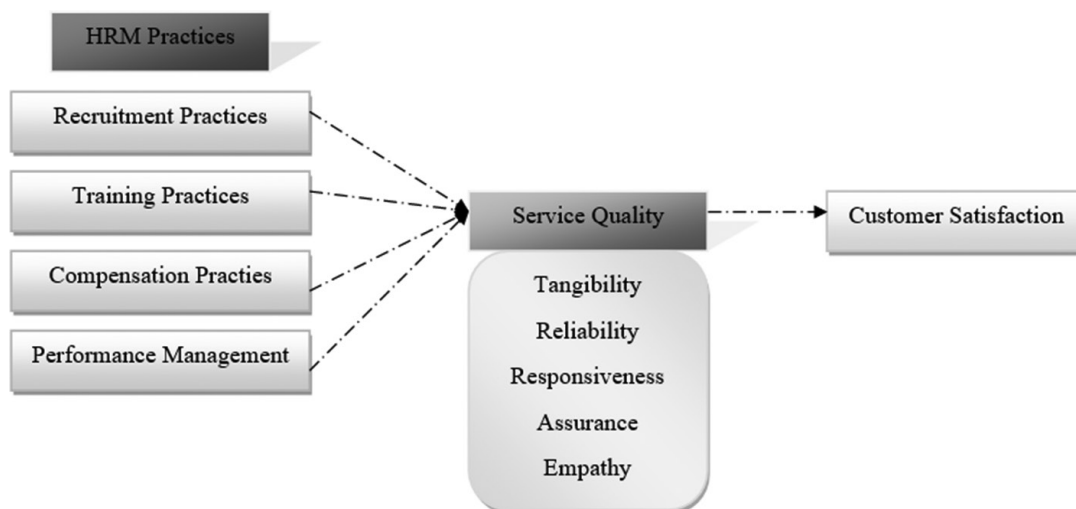 HRM Practices
Recruitment Practices
Training Practices
Compensation Practies
Performance Management
Service Quality
Tangibility
Reliability
Responsiveness
Assurance
Empathy
Customer Satisfaction